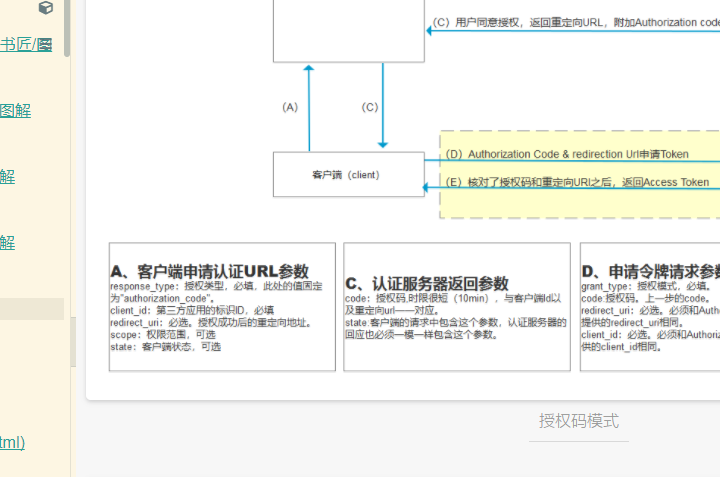 书匠/图
图解
解
解
tml)
（C）用户同意授权，返回重定向URL，附加Authorization code
（A）
（C）
客户端（client）
（D）Authorization Code & redirection Url申请Token
（E）核对了授权码和重定向URI之后，返回Access Token
A、客户端申请认证URL参数
response_type：授权类型，必填，此处的值固定
为"authorization_code"。
client_id：第三方应用的标识ID，必填
redirect_uri：必选。授权成功后的重定向地址。
scope：权限范围，可选
state：客户端状态，可选
C、认证服务器返回参数
code：授权码,时限很短（10min），与客户端Id以
及重定向url一一对应。
state:客户端的请求中包含这个参数，认证服务器的
回应也必须一模一样包含这个参数。
D、申请令牌请求参数
grant_type：授权模式，必填。
code:授权码。上一步的code。
redirect_uri：必选。必须和Auth
提供的redirect_uri相同。
client_id：必选。必须和Authoriz
供的client_id相同。
授权码模式